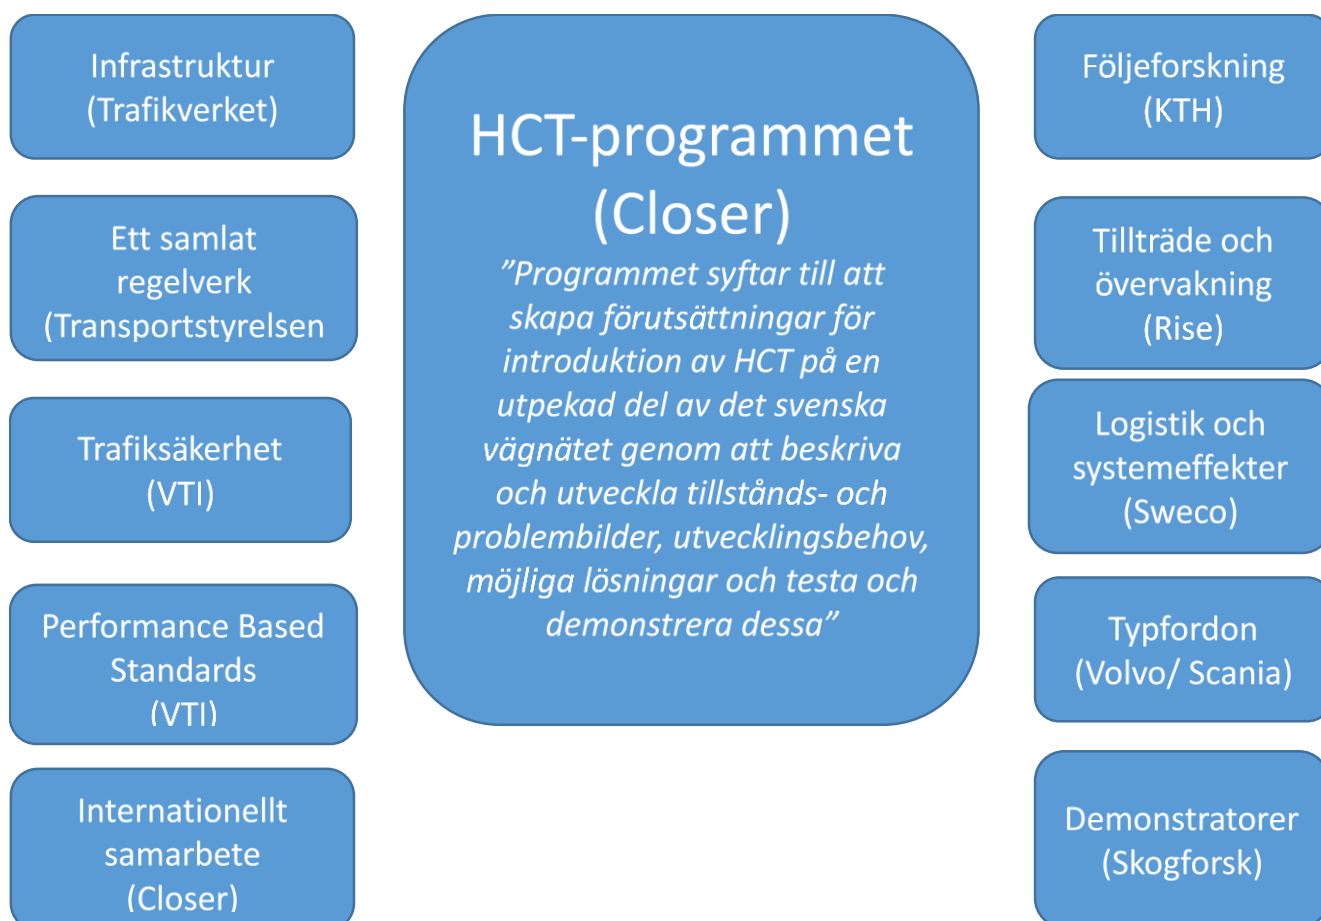 Infrastruktur
(Trafikverket)
Ett samlat
regelverk
(Transportstyrelsen
Trafiksäkerhet
(VTI)
Performance Based
Standards
(VTI)
Internationellt
samarbete
(Closer)
HCT-programmet
(Closer)
”Programmet syftar till att
skapa förutsättningar för
introduktion av HCT på en
utpekad del av det svenska
vägnätet genom att beskriva
och utveckla tillstånds- och
problembilder, utvecklingsbehov,
möjliga lösningar och testa och
demonstrera dessa”
Följeforskning
(KTH)
Tillträde och
övervakning
(Rise)
Logistik och
systemeffekter
(Sweco)
Typfordon
(Volvo/ Scania)
Demonstratorer
(Skogforsk)